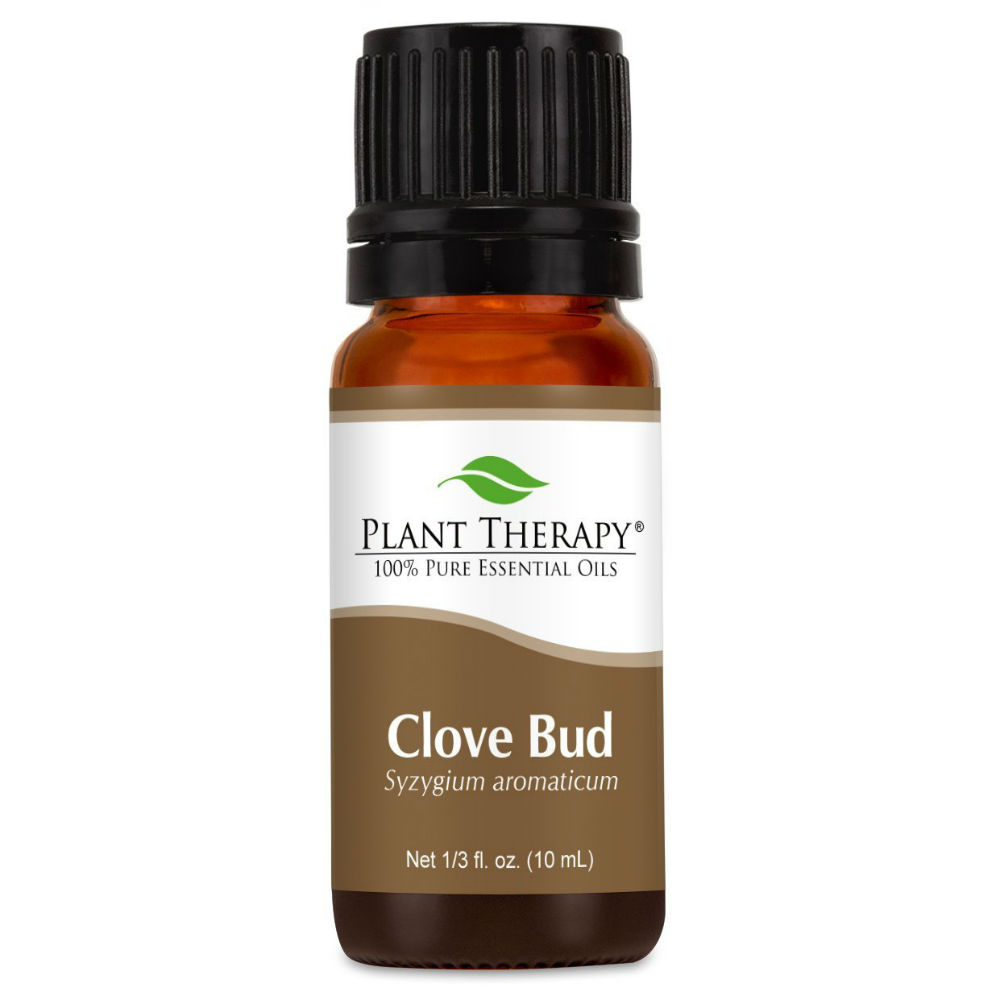 PLANT THERAPY®
100% PURE ESSENTIAL OILS
Clove Bud
Syzygium aromaticum
Net 1/3 fl. oz. (10 mL)